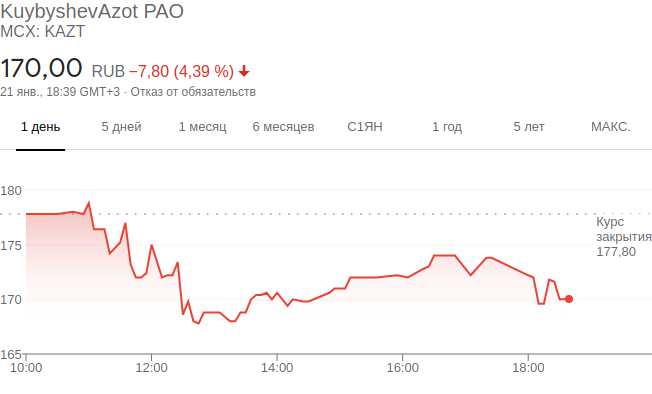 KuybyshevAzot PAO
MCX: KAZT
170,00 RUB −7,80 (4,39 %)
21 янв., 18:39 GMT+3 · Отказ от обязательств
1 день 5 дней 1 месяц 6 месяцев С1ЯН 1 год 5 лет МАКС.
180
Курс
закрытия
177,80
175
170
165
10:00 12:00 14:00 16:00 18:00